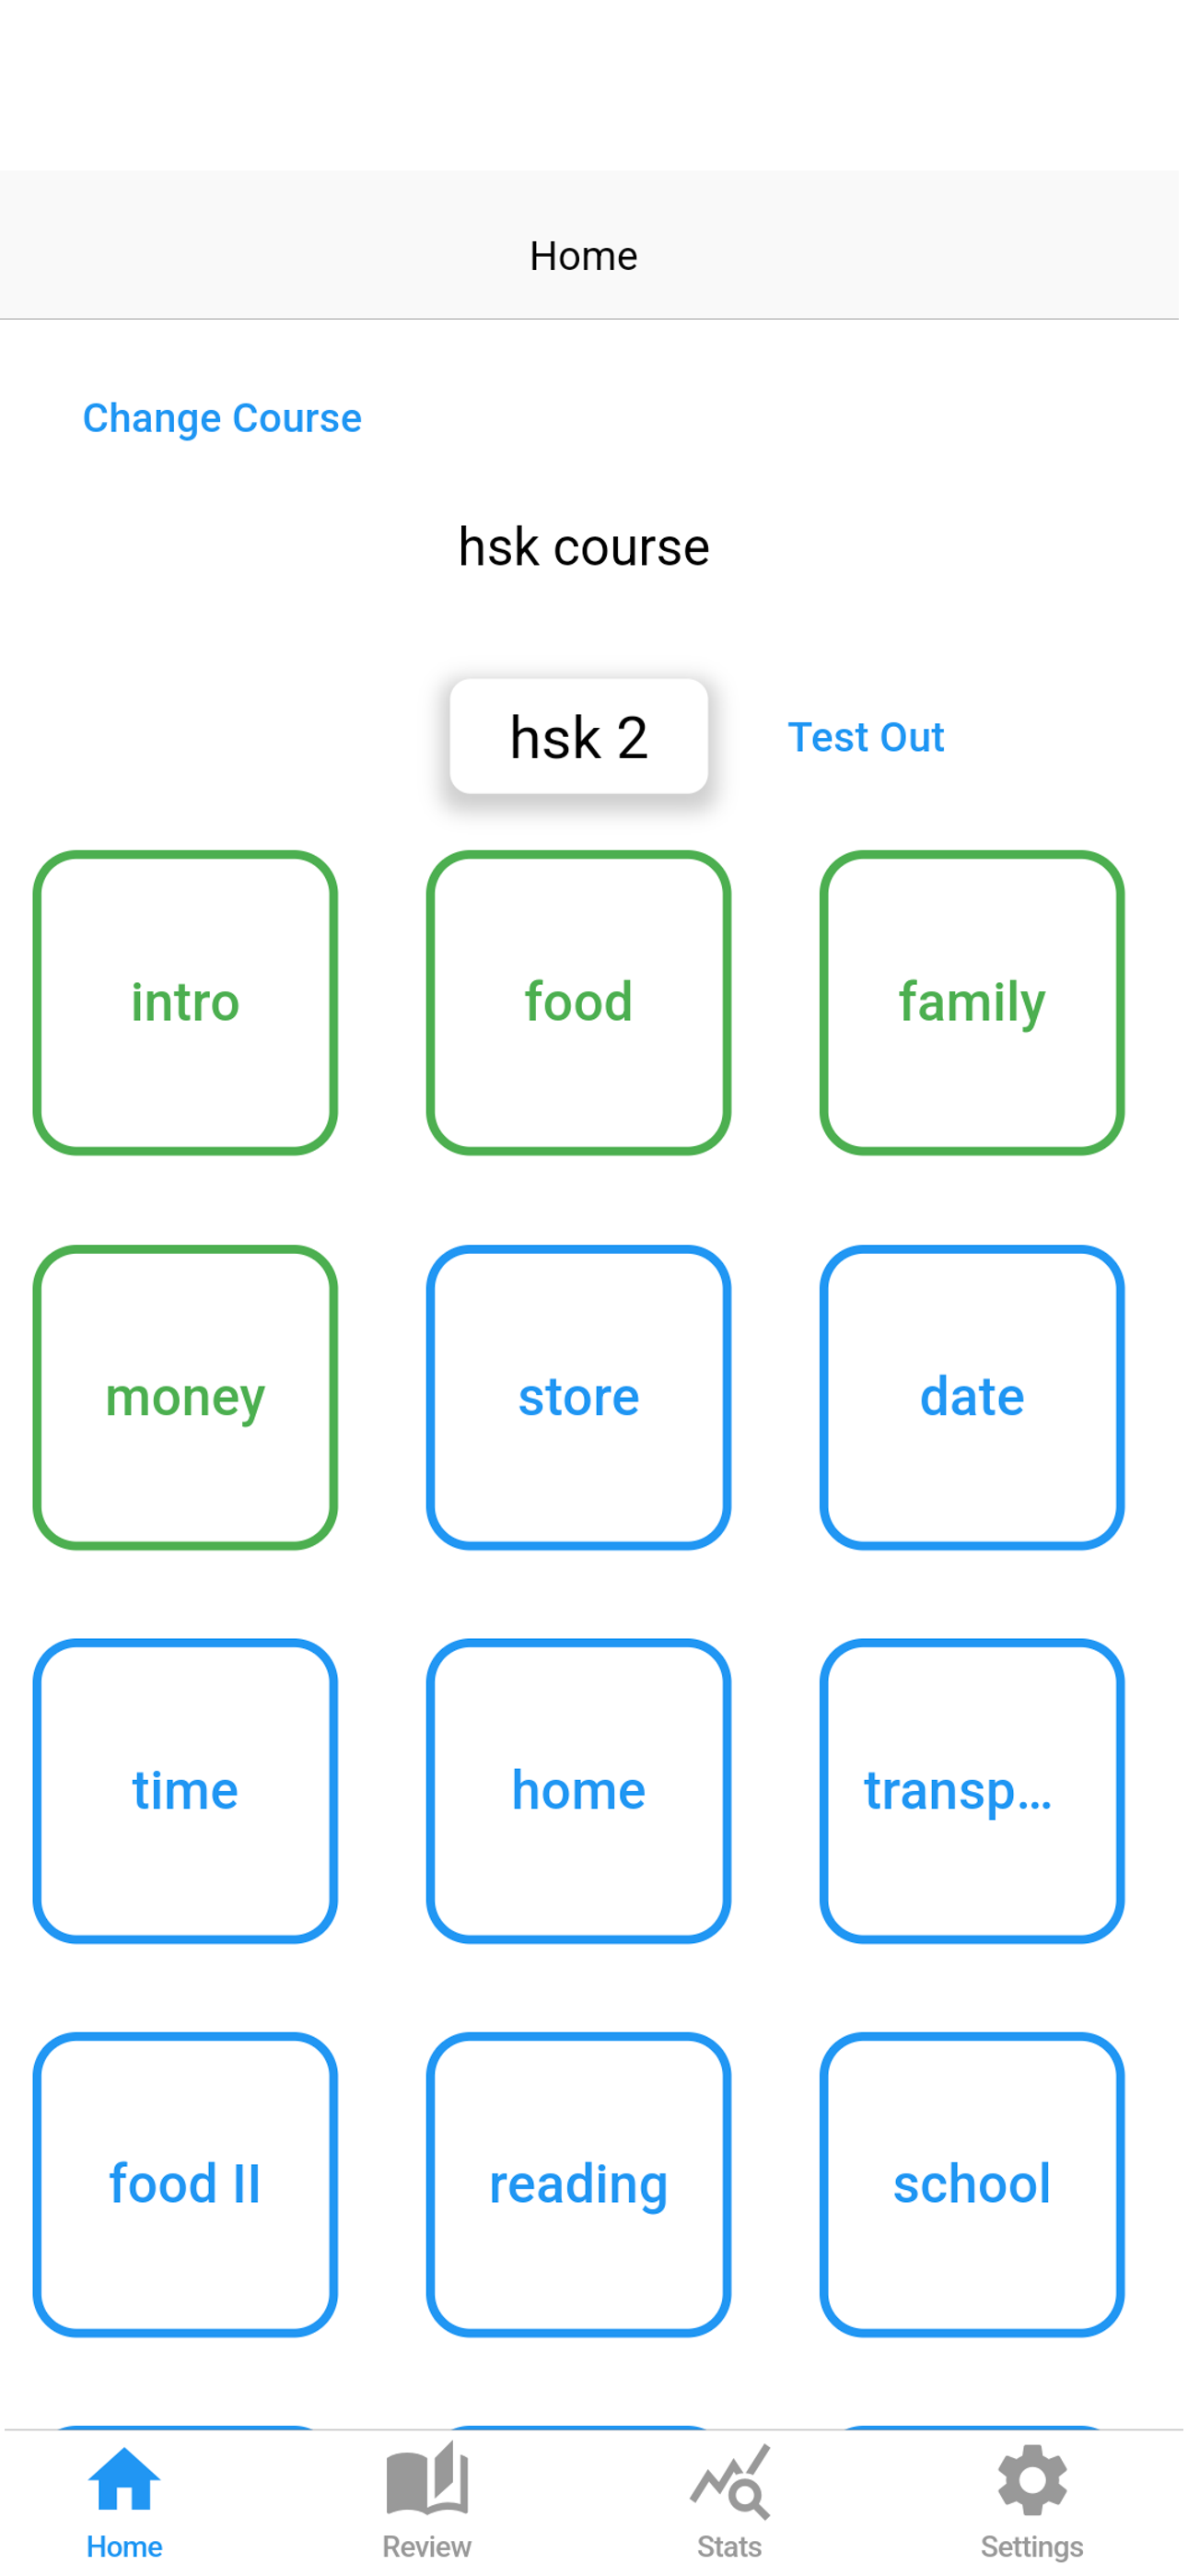 Home
Change Course
hsk course
hsk 2 Test Out
intro food family
money store date
time home transp...
food II reading school
Home Review Stats Settings